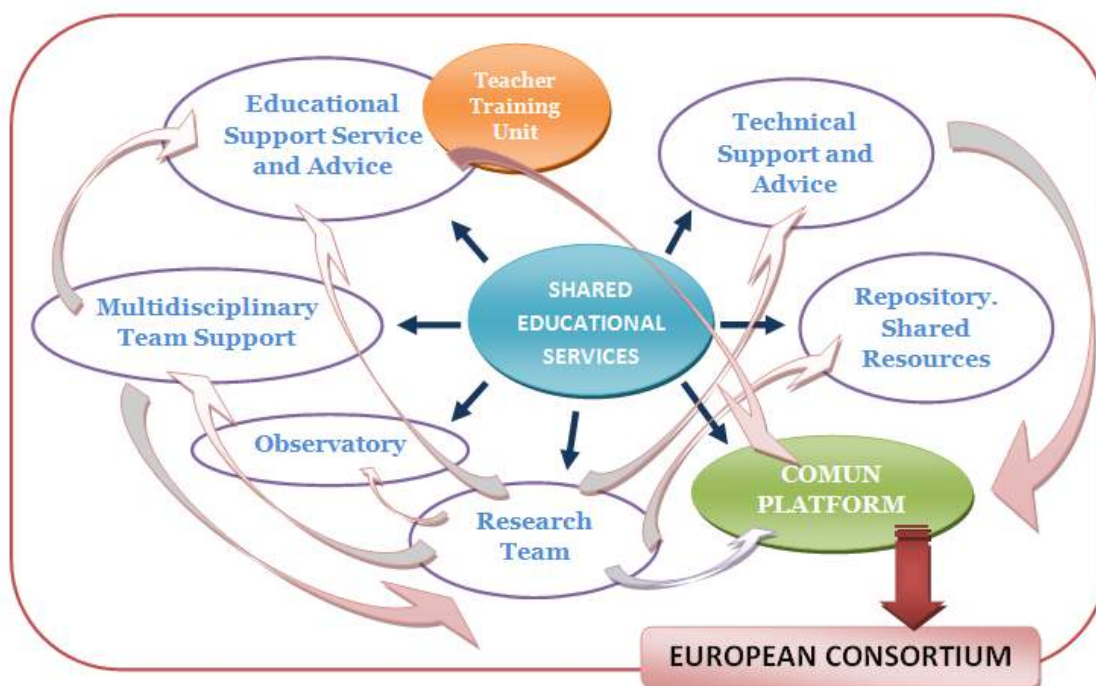 Teacher
Training
Unit
Educational
Support Service
and Advice
Technical
Support and
Advice
SHARED
EDUCATIONAL
SERVICES
Multidisciplinary
Team Support
Repository.
Shared
Resources
Observatory
Research
Team
COMUN
PLATFORM
EUROPEAN CONSORTIUM